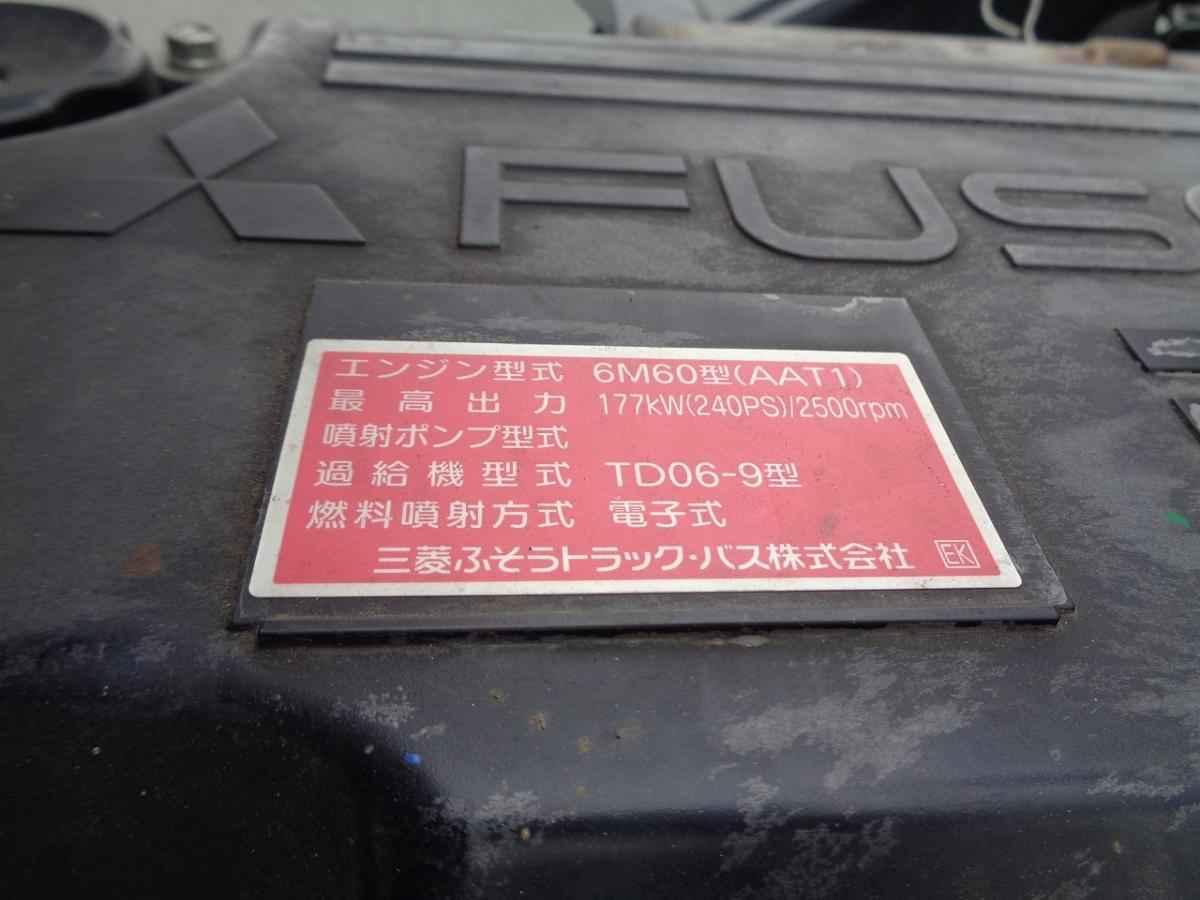 FUS
エンジン型式 6M60型(AAT1)
最高出力 177kW(240PS)/2500rpm
噴射ポンプ型式
過給機型式 TD06-9型
燃料噴射方式 電子式
三菱ふそうトラック・バス株式会社 EK